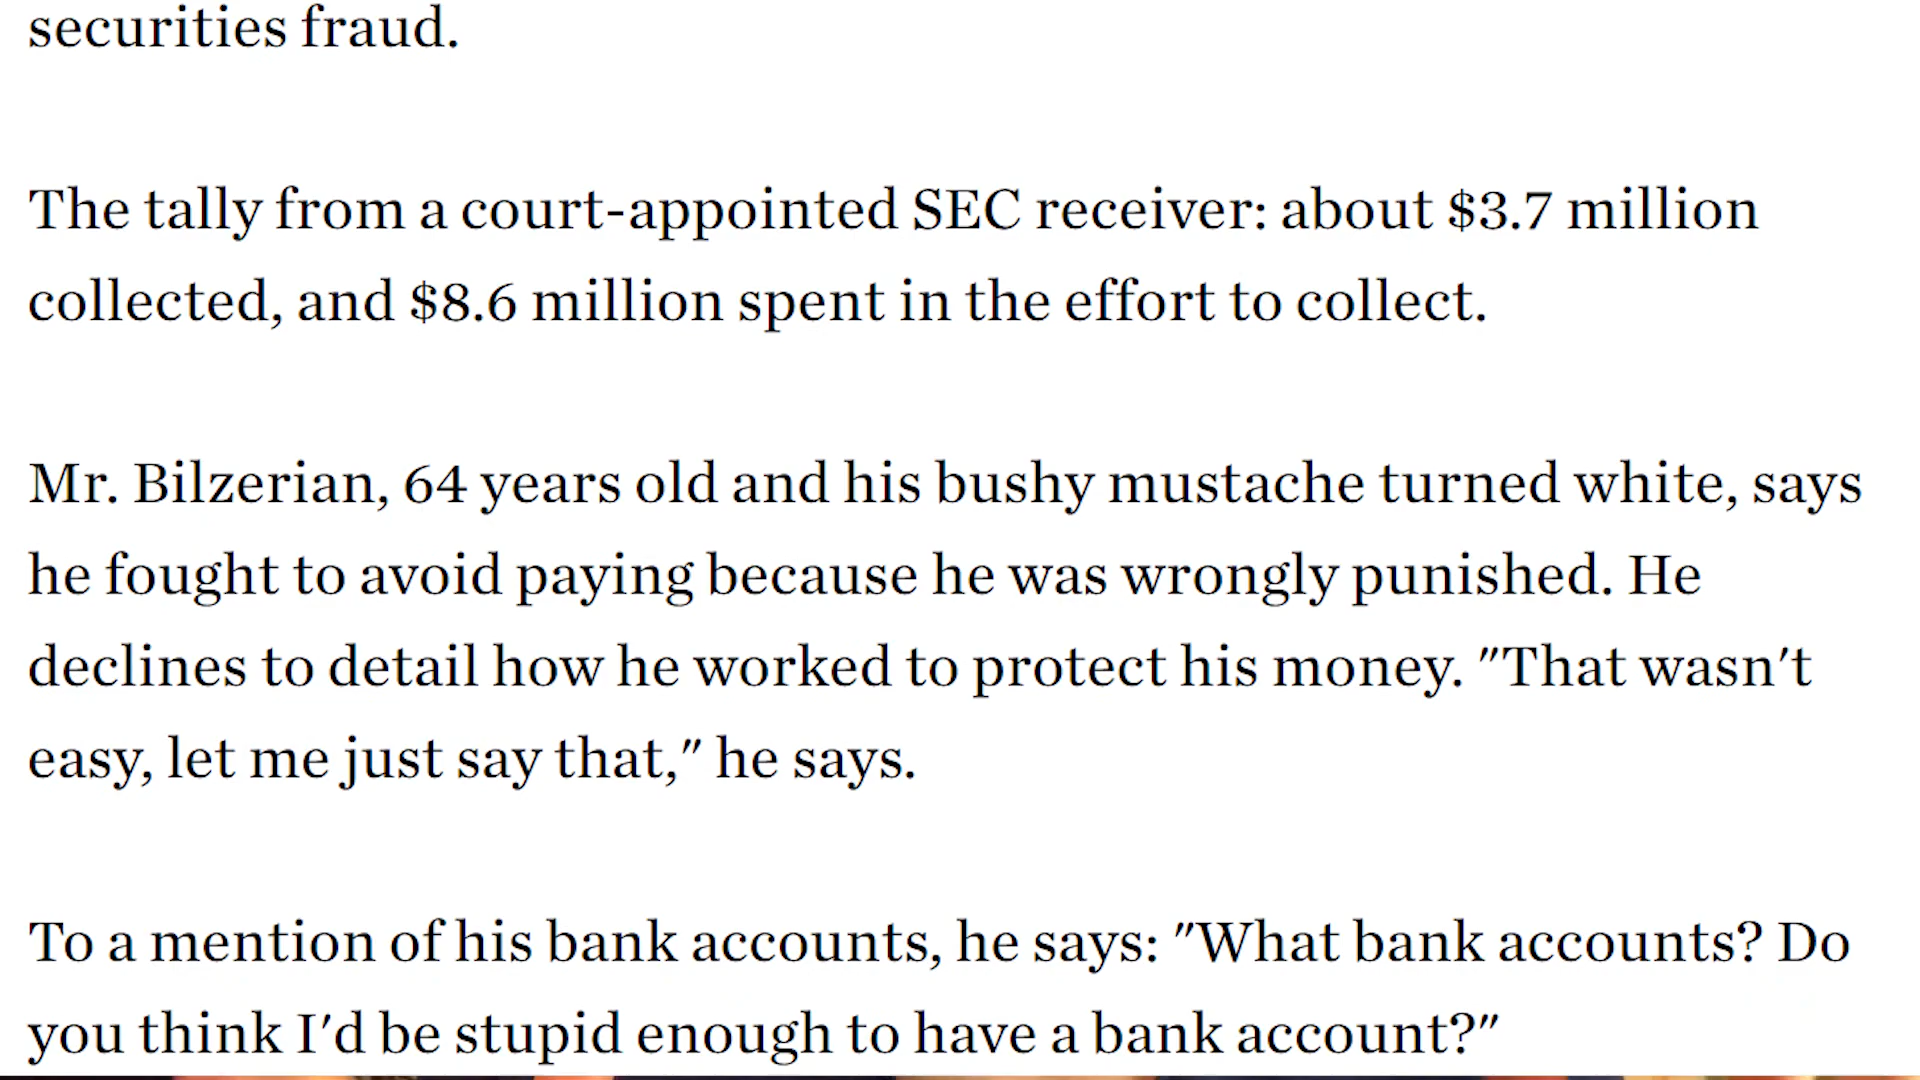 securities fraud.
The tally from a court-appointed SEC receiver: about $3.7 million
collected, and $8.6 million spent in the effort to collect.
Mr. Bilzerian, 64 years old and his bushy mustache turned white, says
he fought to avoid paying because he was wrongly punished. He
declines to detail how he worked to protect his money. "That wasn't
easy, let me just say that," he says.
To a mention of his bank accounts, he says: "What bank accounts? Do
you think I'd be stupid enough to have a bank account?"